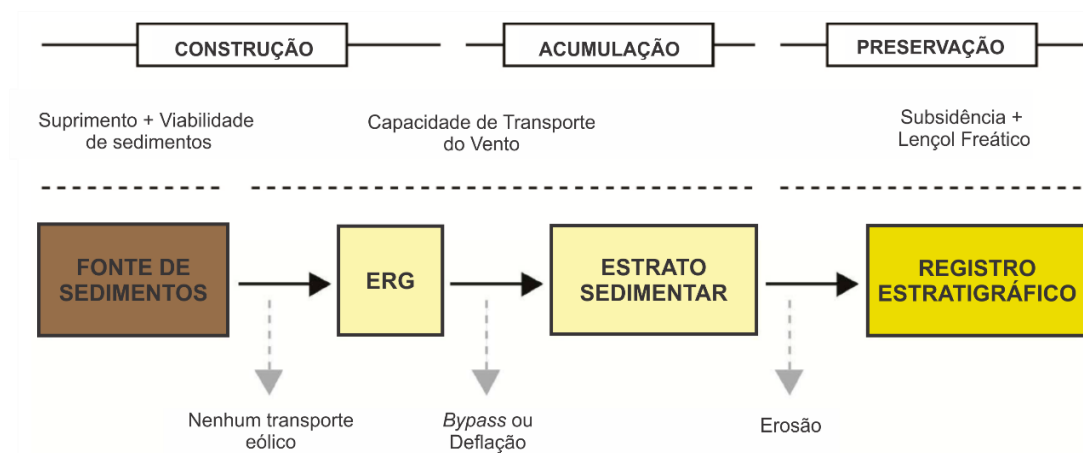 CONSTRUÇÃO
ACUMULAÇÃO
PRESERVAÇÃO
Suprimento + Viabilidade
de sedimentos
Capacidade de Transporte
do Vento
Subsidência +
Lençol Freático
FONTE DE
SEDIMENTOS
ERG
ESTRATO
SEDIMENTAR
REGISTRO
ESTRATIGRÁFICO
Nenhum transporte
eólico
Bypass ou
Deflação
Erosão